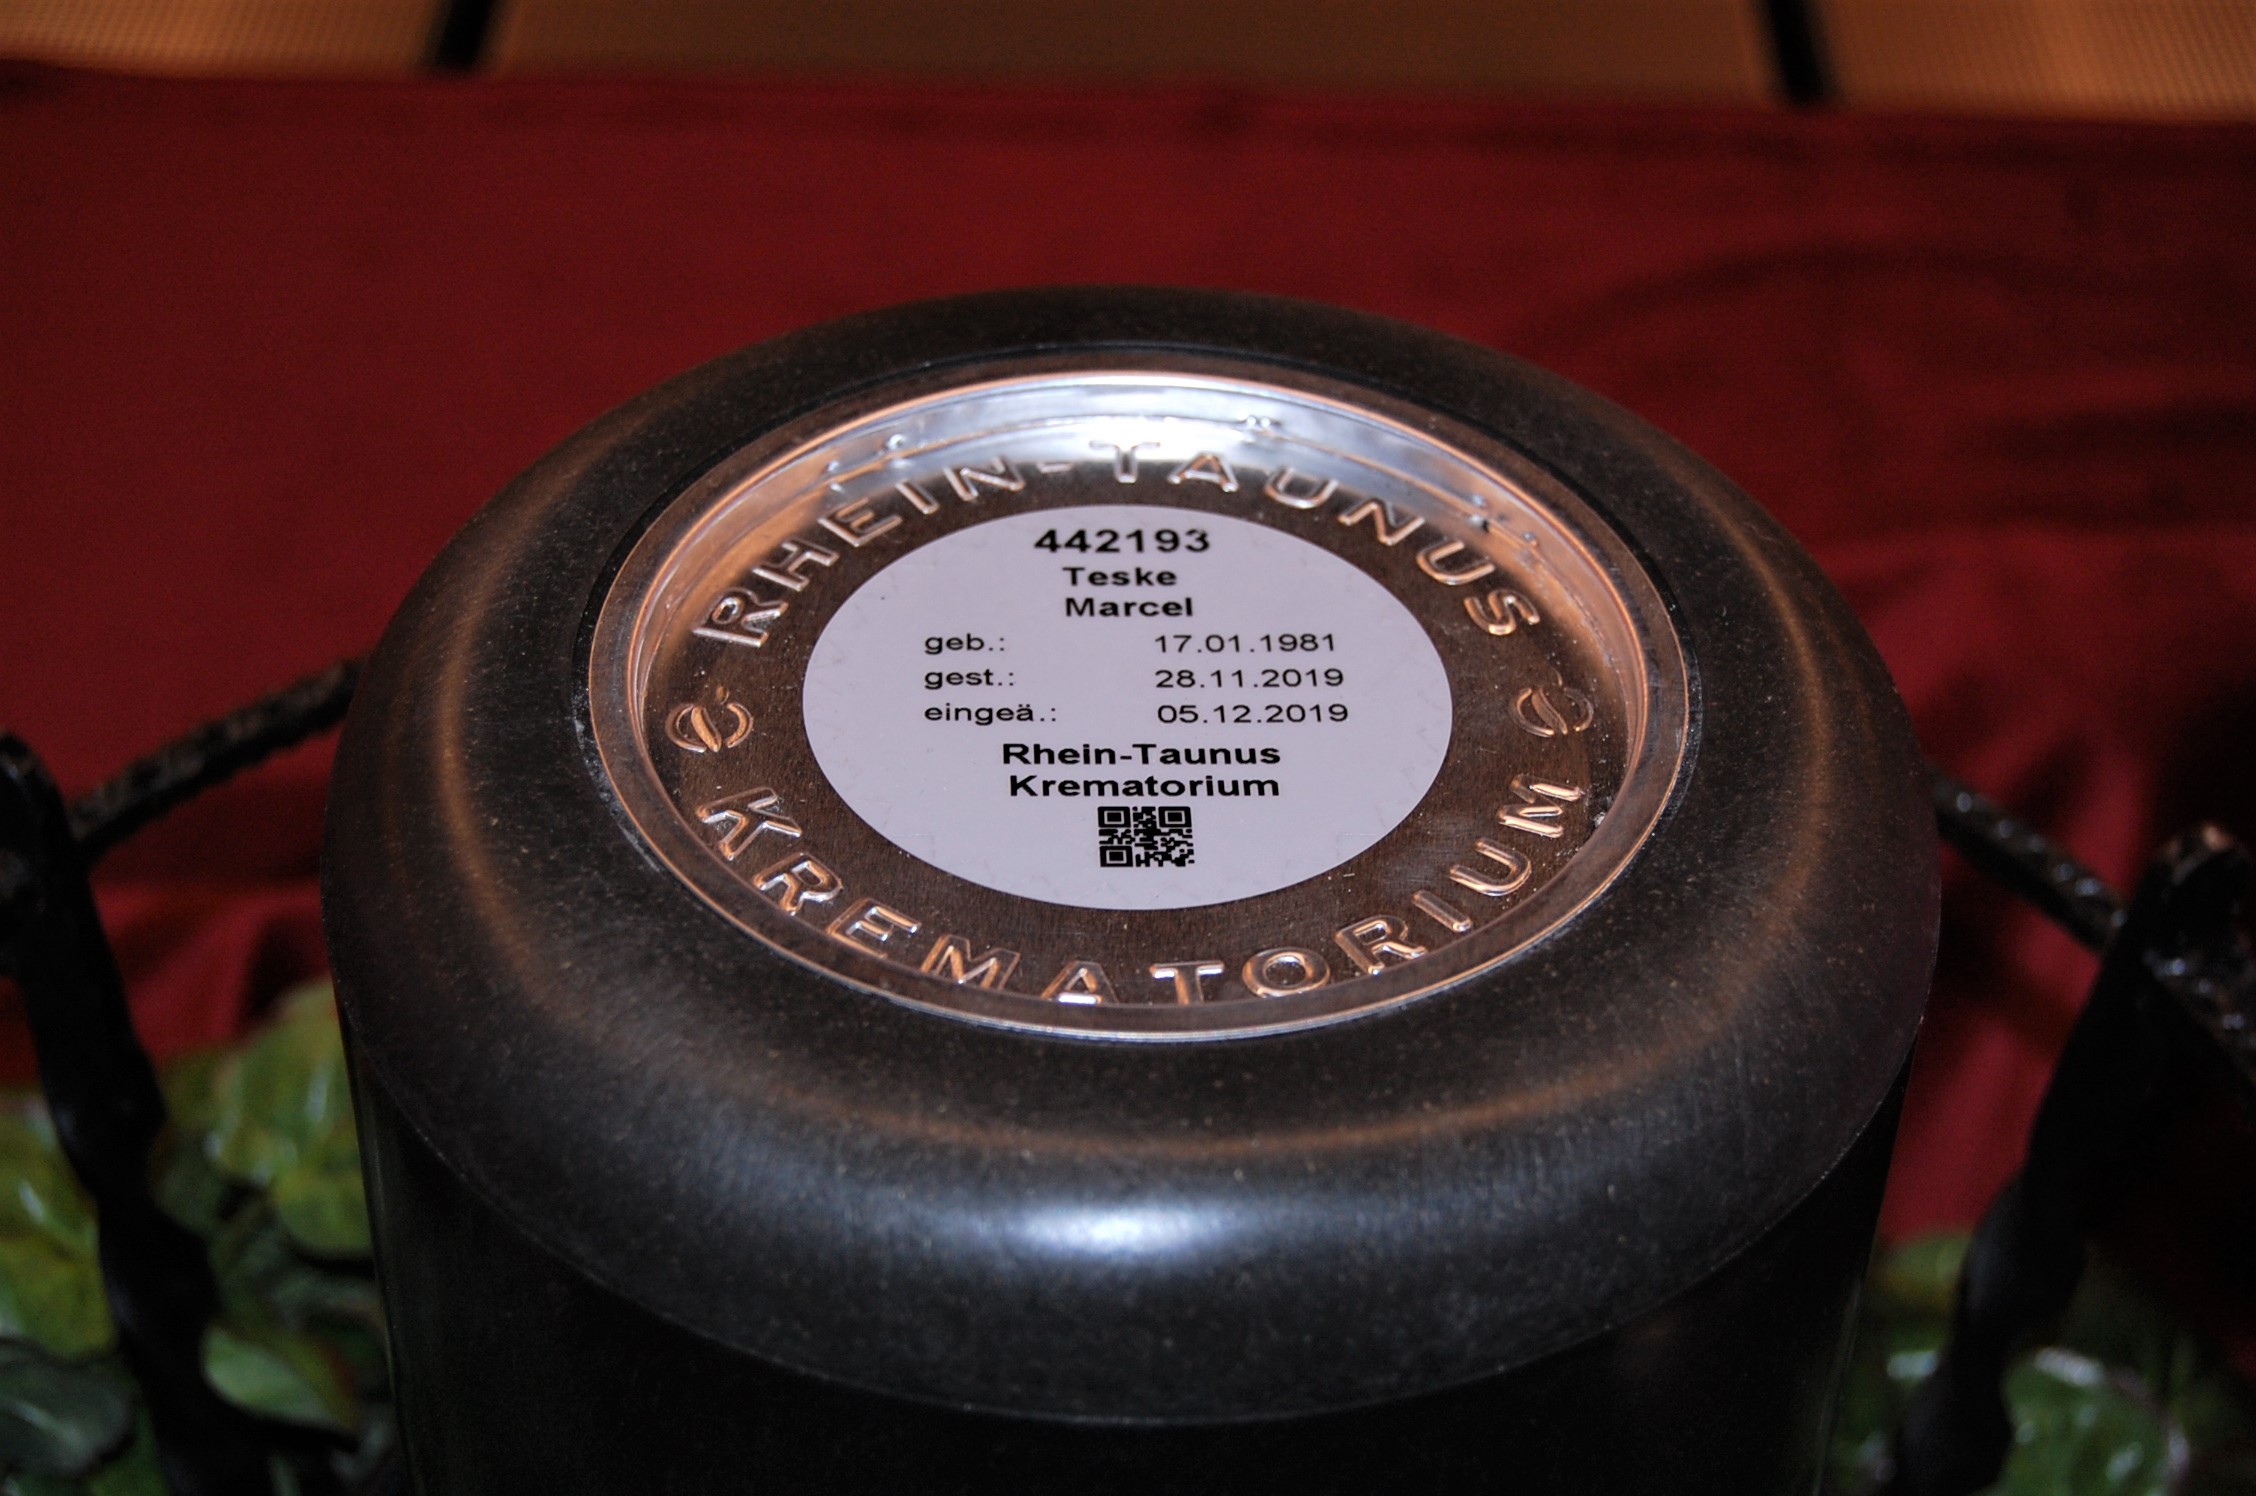 RHEIN-TAUNUS
442193
Teske
Marcel
geb.: 17.01.1981
gest.: 28.11.2019
eingeä.: 05.12.2019
Rhein-Taunus
Krematorium
KREMATORIUM